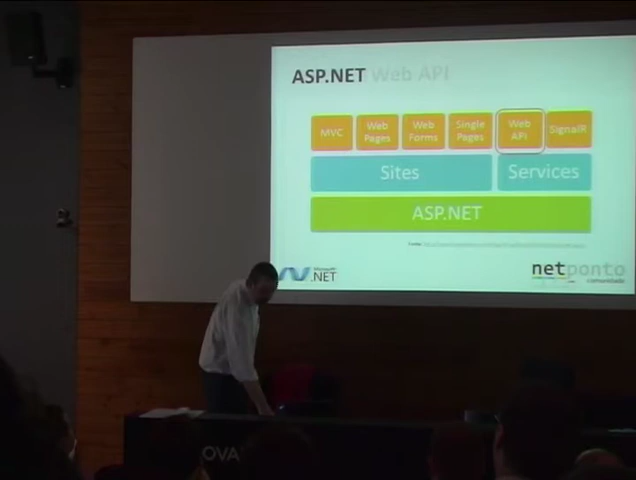 ASP.NET Web API
MVC
Web
Pages
Web
Forms
Single
Pages
Web
API
SignalR
Sites
Services
ASP.NET
Microsoft
.NET
netponto
comunidade
OVA